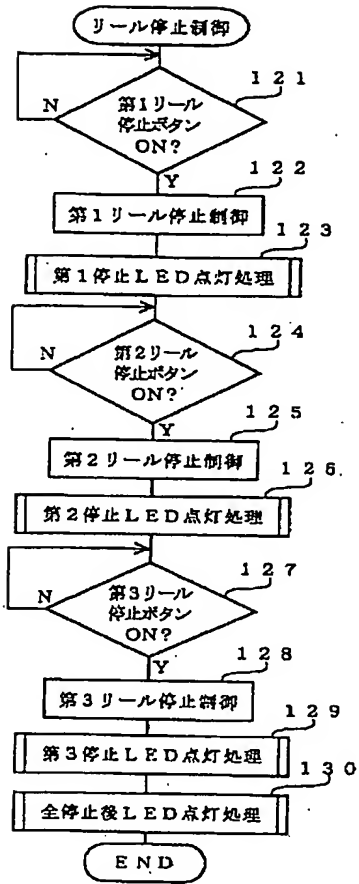 リール停止制御
121
N
第1リール
停止ボタン
ON?
Y
122
第1リール停止制御
123
第1停止LED点灯処理
124
N
第2リール
停止ボタン
ON?
Y
125
第2リール停止制御
126
第2停止LED点灯処理
127
N
第3リール
停止ボタン
ON?
Y
128
第3リール停止制御
129
第3停止LED点灯処理
130
全停止後LED点灯処理
END